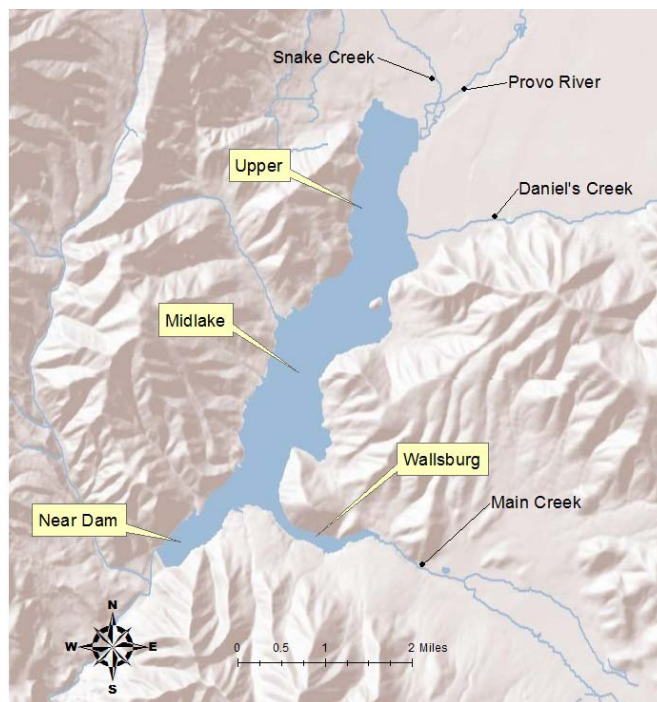 Snake Creek
Provo River
Upper
Daniel's Creek
Midlake
Wallsburg
Main Creek
Near Dam
N
W E
S
0 0.5 1 2 Miles